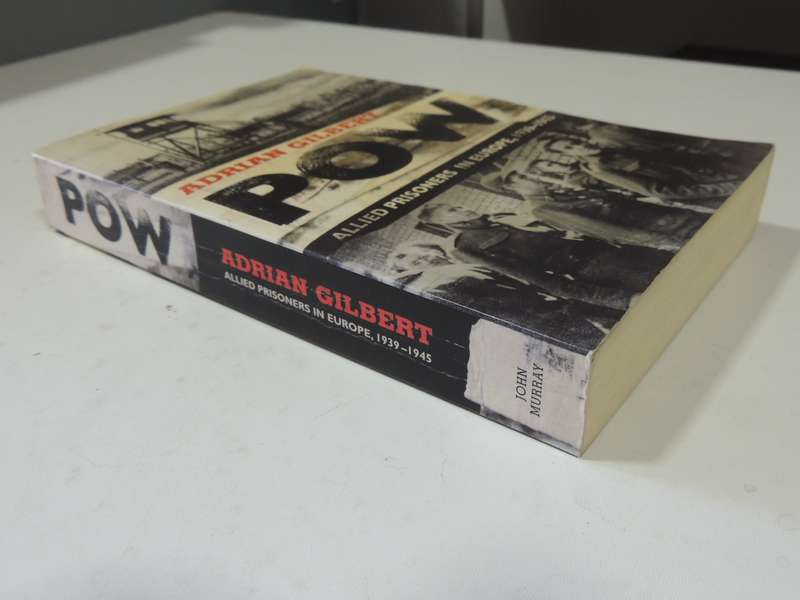 ADRIAN GILBERT
POW
ALLIED PRISONERS IN EUROPE, 1939–1945
POW
ADRIAN GILBERT
ALLIED PRISONERS IN EUROPE, 1939–1945
JOHN
MURRAY